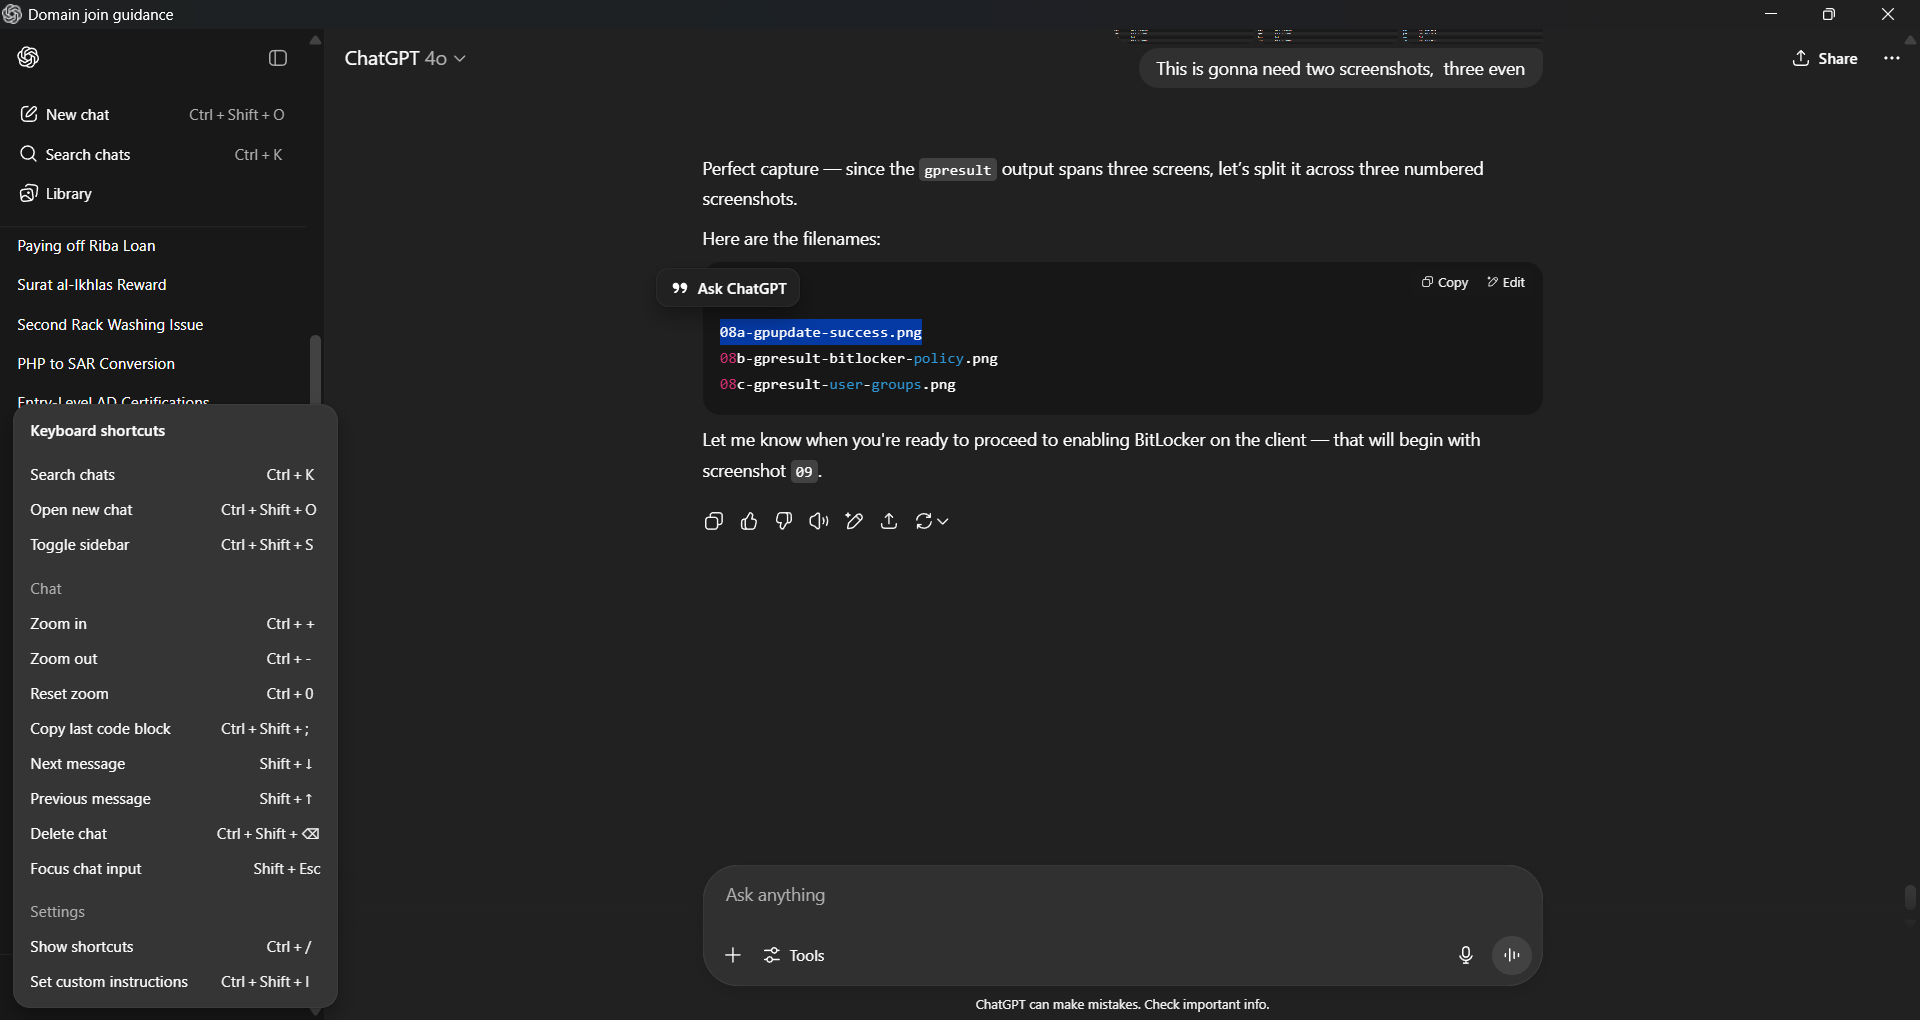 Domain join guidance
ChatGPT 4o
Share
New chat Ctrl + Shift + O
Search chats Ctrl + K
Library
Paying off Riba Loan
Surat al-Ikhlas Reward
Second Rack Washing Issue
PHP to SAR Conversion
Entry-Level AD Certifications
Keyboard shortcuts
Search chats Ctrl + K
Open new chat Ctrl + Shift + O
Toggle sidebar Ctrl + Shift + S
Chat
Zoom in Ctrl + +
Zoom out Ctrl + -
Reset zoom Ctrl + 0
Copy last code block Ctrl + Shift + ;
Next message Shift + ↓
Previous message Shift + ↑
Delete chat Ctrl + Shift + ⌫
Focus chat input Shift + Esc
Settings
Show shortcuts Ctrl + /
Set custom instructions Ctrl + Shift + I
This is gonna need two screenshots, three even
Perfect capture — since the gpresult output spans three screens, let's split it across three numbered
screenshots.
Here are the filenames:
Ask ChatGPT
Copy Edit
08a-gpupdate-success.png
08b-gpresult-bitlocker-policy.png
08c-gpresult-user-groups.png
Let me know when you're ready to proceed to enabling BitLocker on the client — that will begin with
screenshot 09.
Ask anything
Tools
ChatGPT can make mistakes. Check important info.